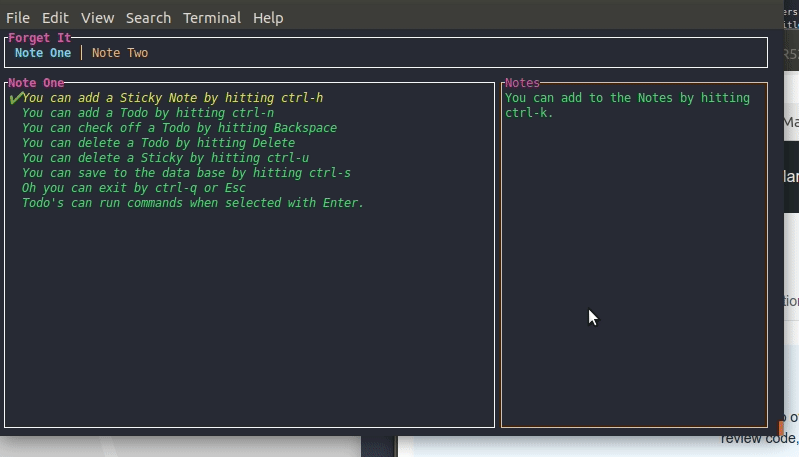 File Edit View Search Terminal Help
Forget It
Note One | Note Two
Note One
✔You can add a Sticky Note by hitting ctrl-h
You can add a Todo by hitting ctrl-n
You can check off a Todo by hitting Backspace
You can delete a Todo by hitting Delete
You can delete a Sticky by hitting ctrl-u
You can save to the data base by hitting ctrl-s
Oh you can exit by ctrl-q or Esc
Todo's can run commands when selected with Enter.
Notes
You can add to the Notes by hitting
ctrl-k.
review code,